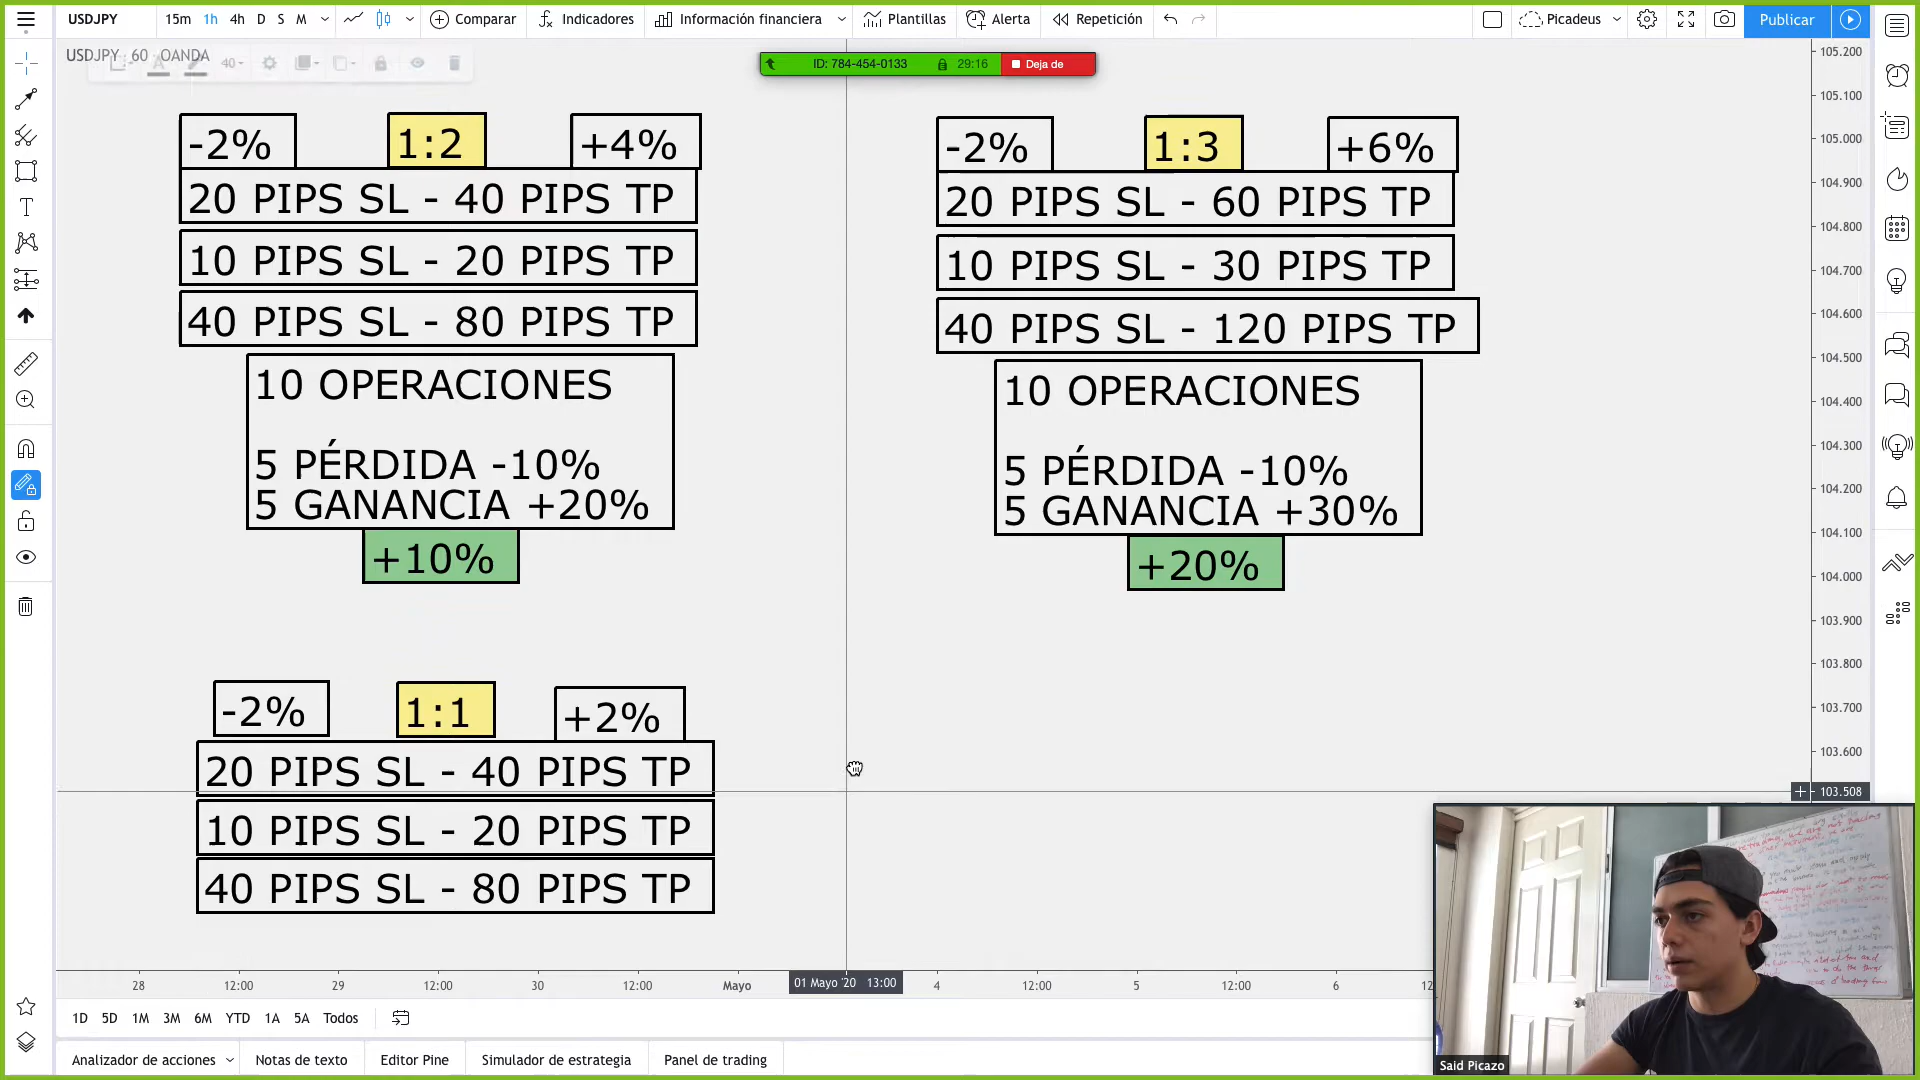 USDJPY 15m 1h 4h D S M Comparar Indicadores Información financiera Plantillas Alerta Repetición Picadeus Publicar
USDJPY 60 OANDA
40
ID: 784-454-0133 29:16 Deja de
-2% 1:2 +4%
20 PIPS SL - 40 PIPS TP
10 PIPS SL - 20 PIPS TP
40 PIPS SL - 80 PIPS TP
10 OPERACIONES
5 PÉRDIDA -10%
5 GANANCIA +20%
+10%
-2% 1:3 +6%
20 PIPS SL - 60 PIPS TP
10 PIPS SL - 30 PIPS TP
40 PIPS SL - 120 PIPS TP
10 OPERACIONES
5 PÉRDIDA -10%
5 GANANCIA +30%
+20%
-2% 1:1 +2%
20 PIPS SL - 40 PIPS TP
10 PIPS SL - 20 PIPS TP
40 PIPS SL - 80 PIPS TP
105.200
105.100
105.000
104.900
104.800
104.700
104.600
104.500
104.400
104.300
104.200
104.100
104.000
103.900
103.800
103.700
103.600
103.508
28 12:00 29 12:00 30 12:00 Mayo 01 Mayo '20 13:00 4 12:00 5 12:00 6
1D 5D 1M 3M 6M YTD 1A 5A Todos
Analizador de acciones Notas de texto Editor Pine Simulador de estrategia Panel de trading
Said Picazo